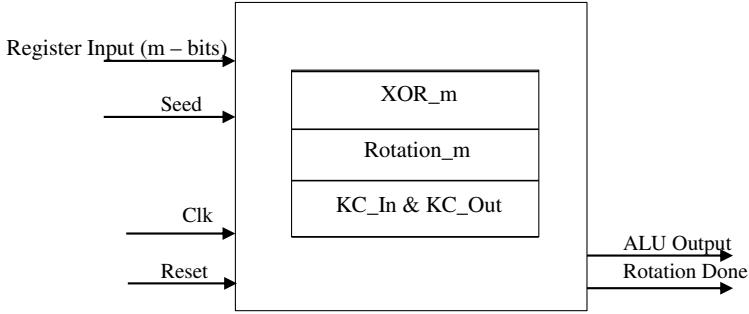 Register Input (m – bits)
XOR_m
Seed
Rotation_m
KC_In & KC_Out
Clk
ALU Output
Reset
Rotation Done